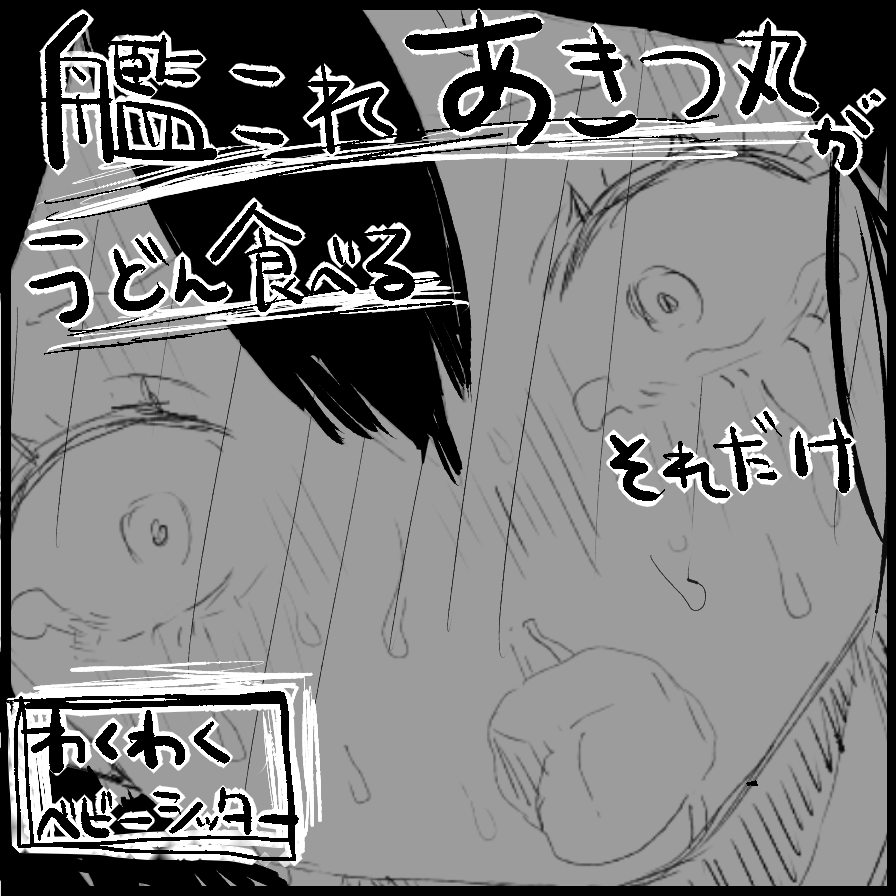 艦これあきつ丸が
うどん食べる
それだけ
わくわく
ベビーシッター